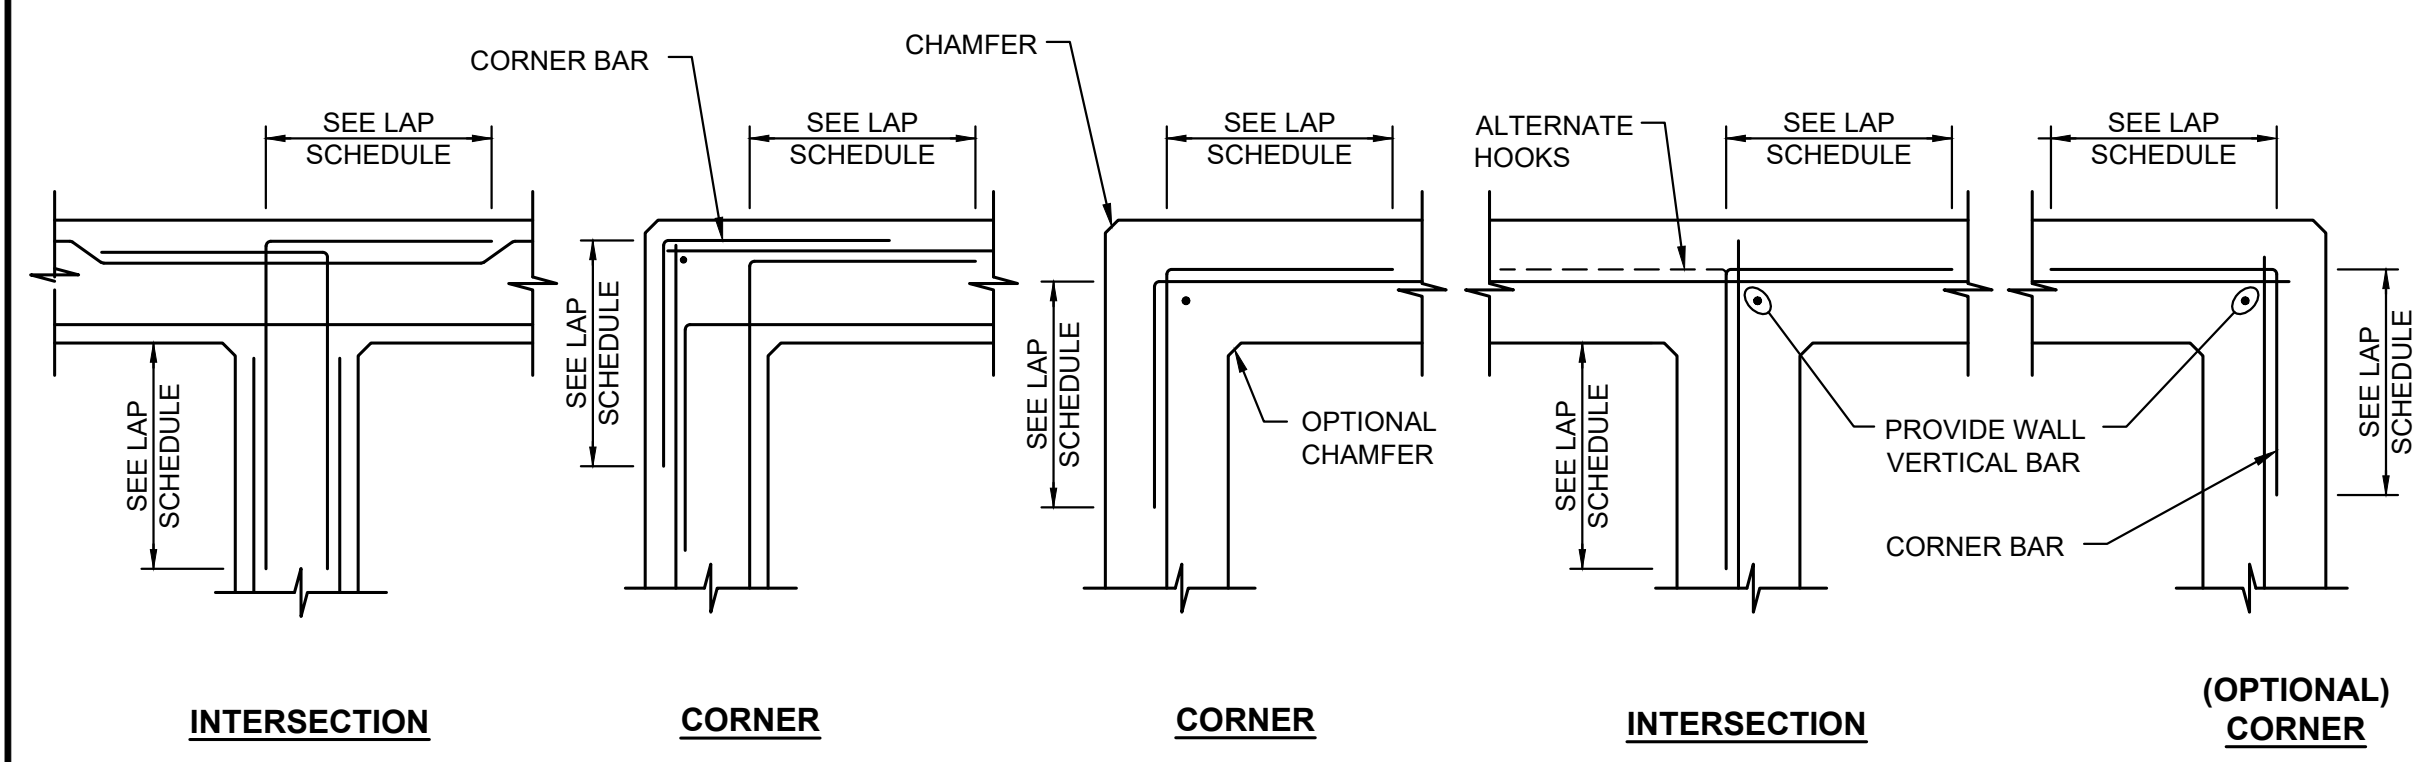 CORNER BAR
CHAMFER
SEE LAP
SCHEDULE
SEE LAP
SCHEDULE
SEE LAP
SCHEDULE
ALTERNATE
HOOKS
SEE LAP
SCHEDULE
SEE LAP
SCHEDULE
SEE LAP
SCHEDULE
SEE LAP
SCHEDULE
SEE LAP
SCHEDULE
OPTIONAL
CHAMFER
SEE LAP
SCHEDULE
PROVIDE WALL
VERTICAL BAR
SEE LAP
SCHEDULE
CORNER BAR
INTERSECTION
CORNER
CORNER
INTERSECTION
(OPTIONAL)
CORNER